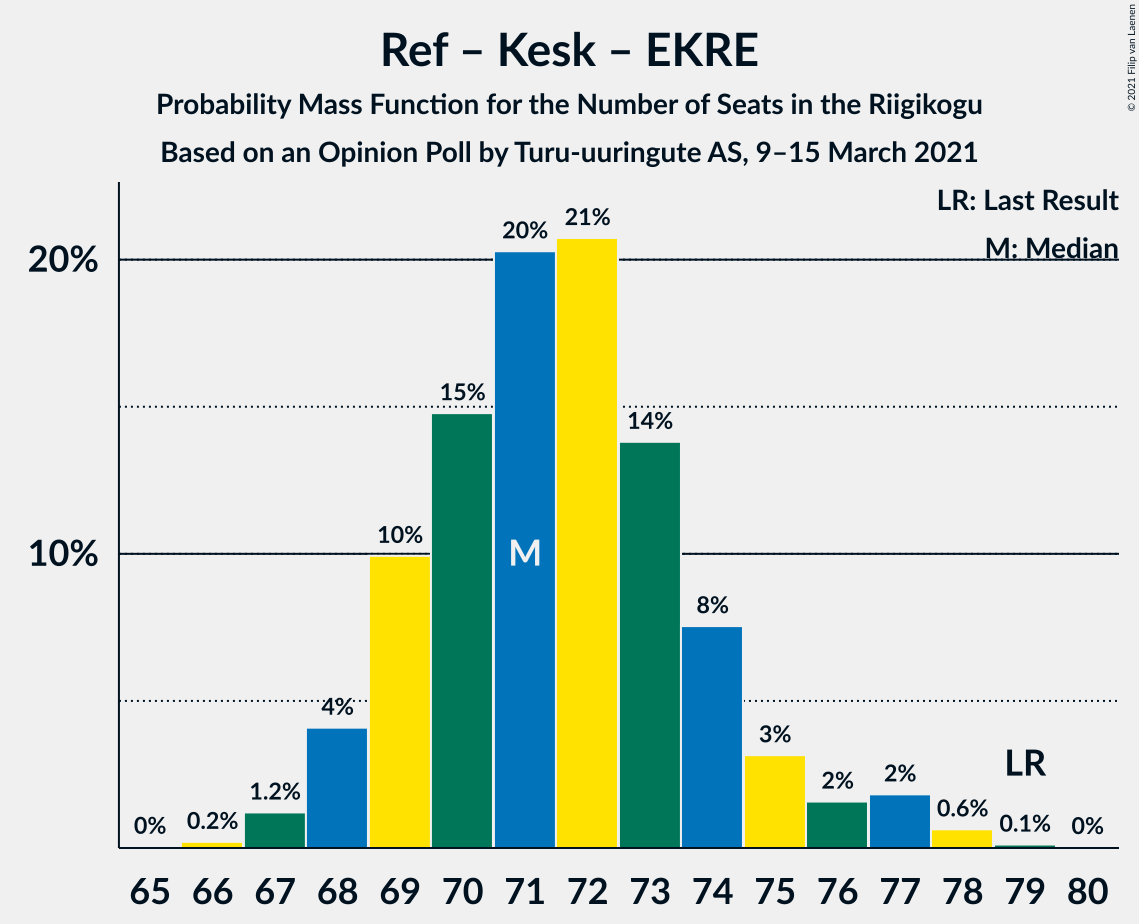 Ref – Kesk – EKRE
Probability Mass Function for the Number of Seats in the Riigikogu
Based on an Opinion Poll by Turu-uuringute AS, 9–15 March 2021
© 2021 Filip van Laenen
LR: Last Result
M: Median
20%
10%
0%
0.2%
1.2%
4%
10%
15%
20%
21%
14%
8%
3%
2%
2%
0.6%
0.1%
0%
M
LR
65 66 67 68 69 70 71 72 73 74 75 76 77 78 79 80